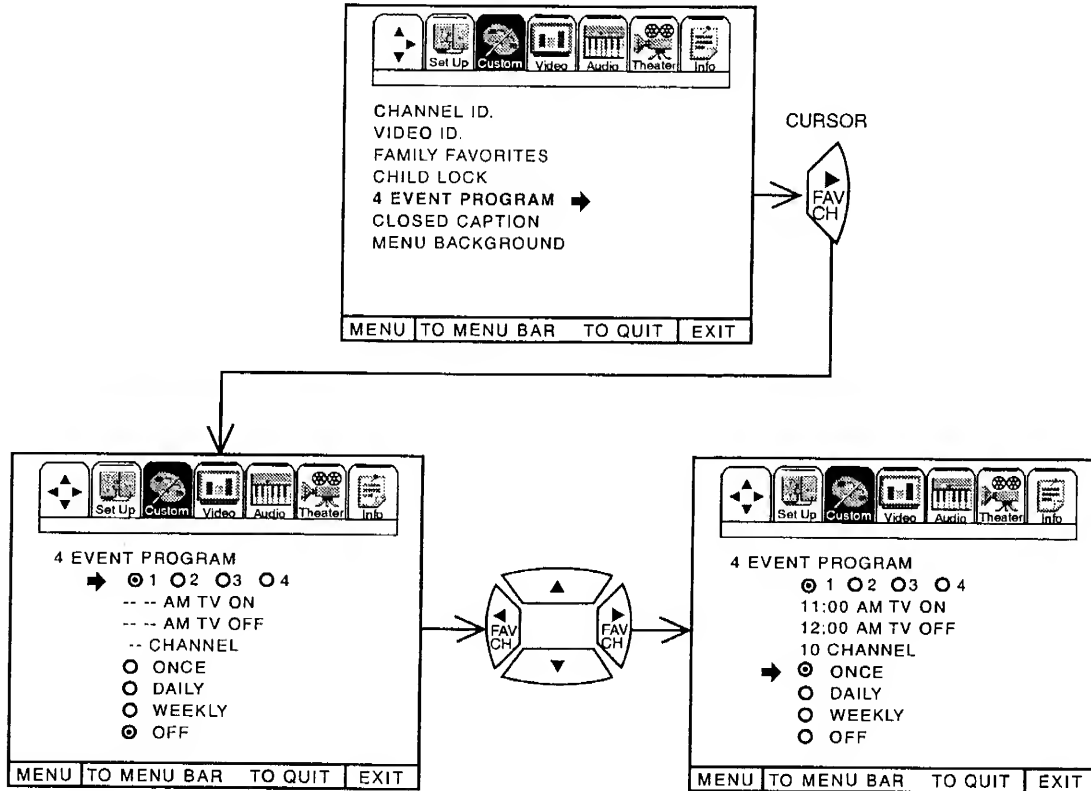 Set Up Custom Video Audio Theater Info
CHANNEL ID.
VIDEO ID.
FAMILY FAVORITES
CHILD LOCK
4 EVENT PROGRAM
CLOSED CAPTION
MENU BACKGROUND
MENU TO MENU BAR TO QUIT EXIT
CURSOR
FAV
CH
Set Up Custom Video Audio Theater Info
4 EVENT PROGRAM
1 2 3 4
-- -- AM TV ON
-- -- AM TV OFF
-- CHANNEL
ONCE
DAILY
WEEKLY
OFF
MENU TO MENU BAR TO QUIT EXIT
FAV
CH
FAV
CH
Set Up Custom Video Audio Theater Info
4 EVENT PROGRAM
1 2 3 4
11:00 AM TV ON
12:00 AM TV OFF
10 CHANNEL
ONCE
DAILY
WEEKLY
OFF
MENU TO MENU BAR TO QUIT EXIT